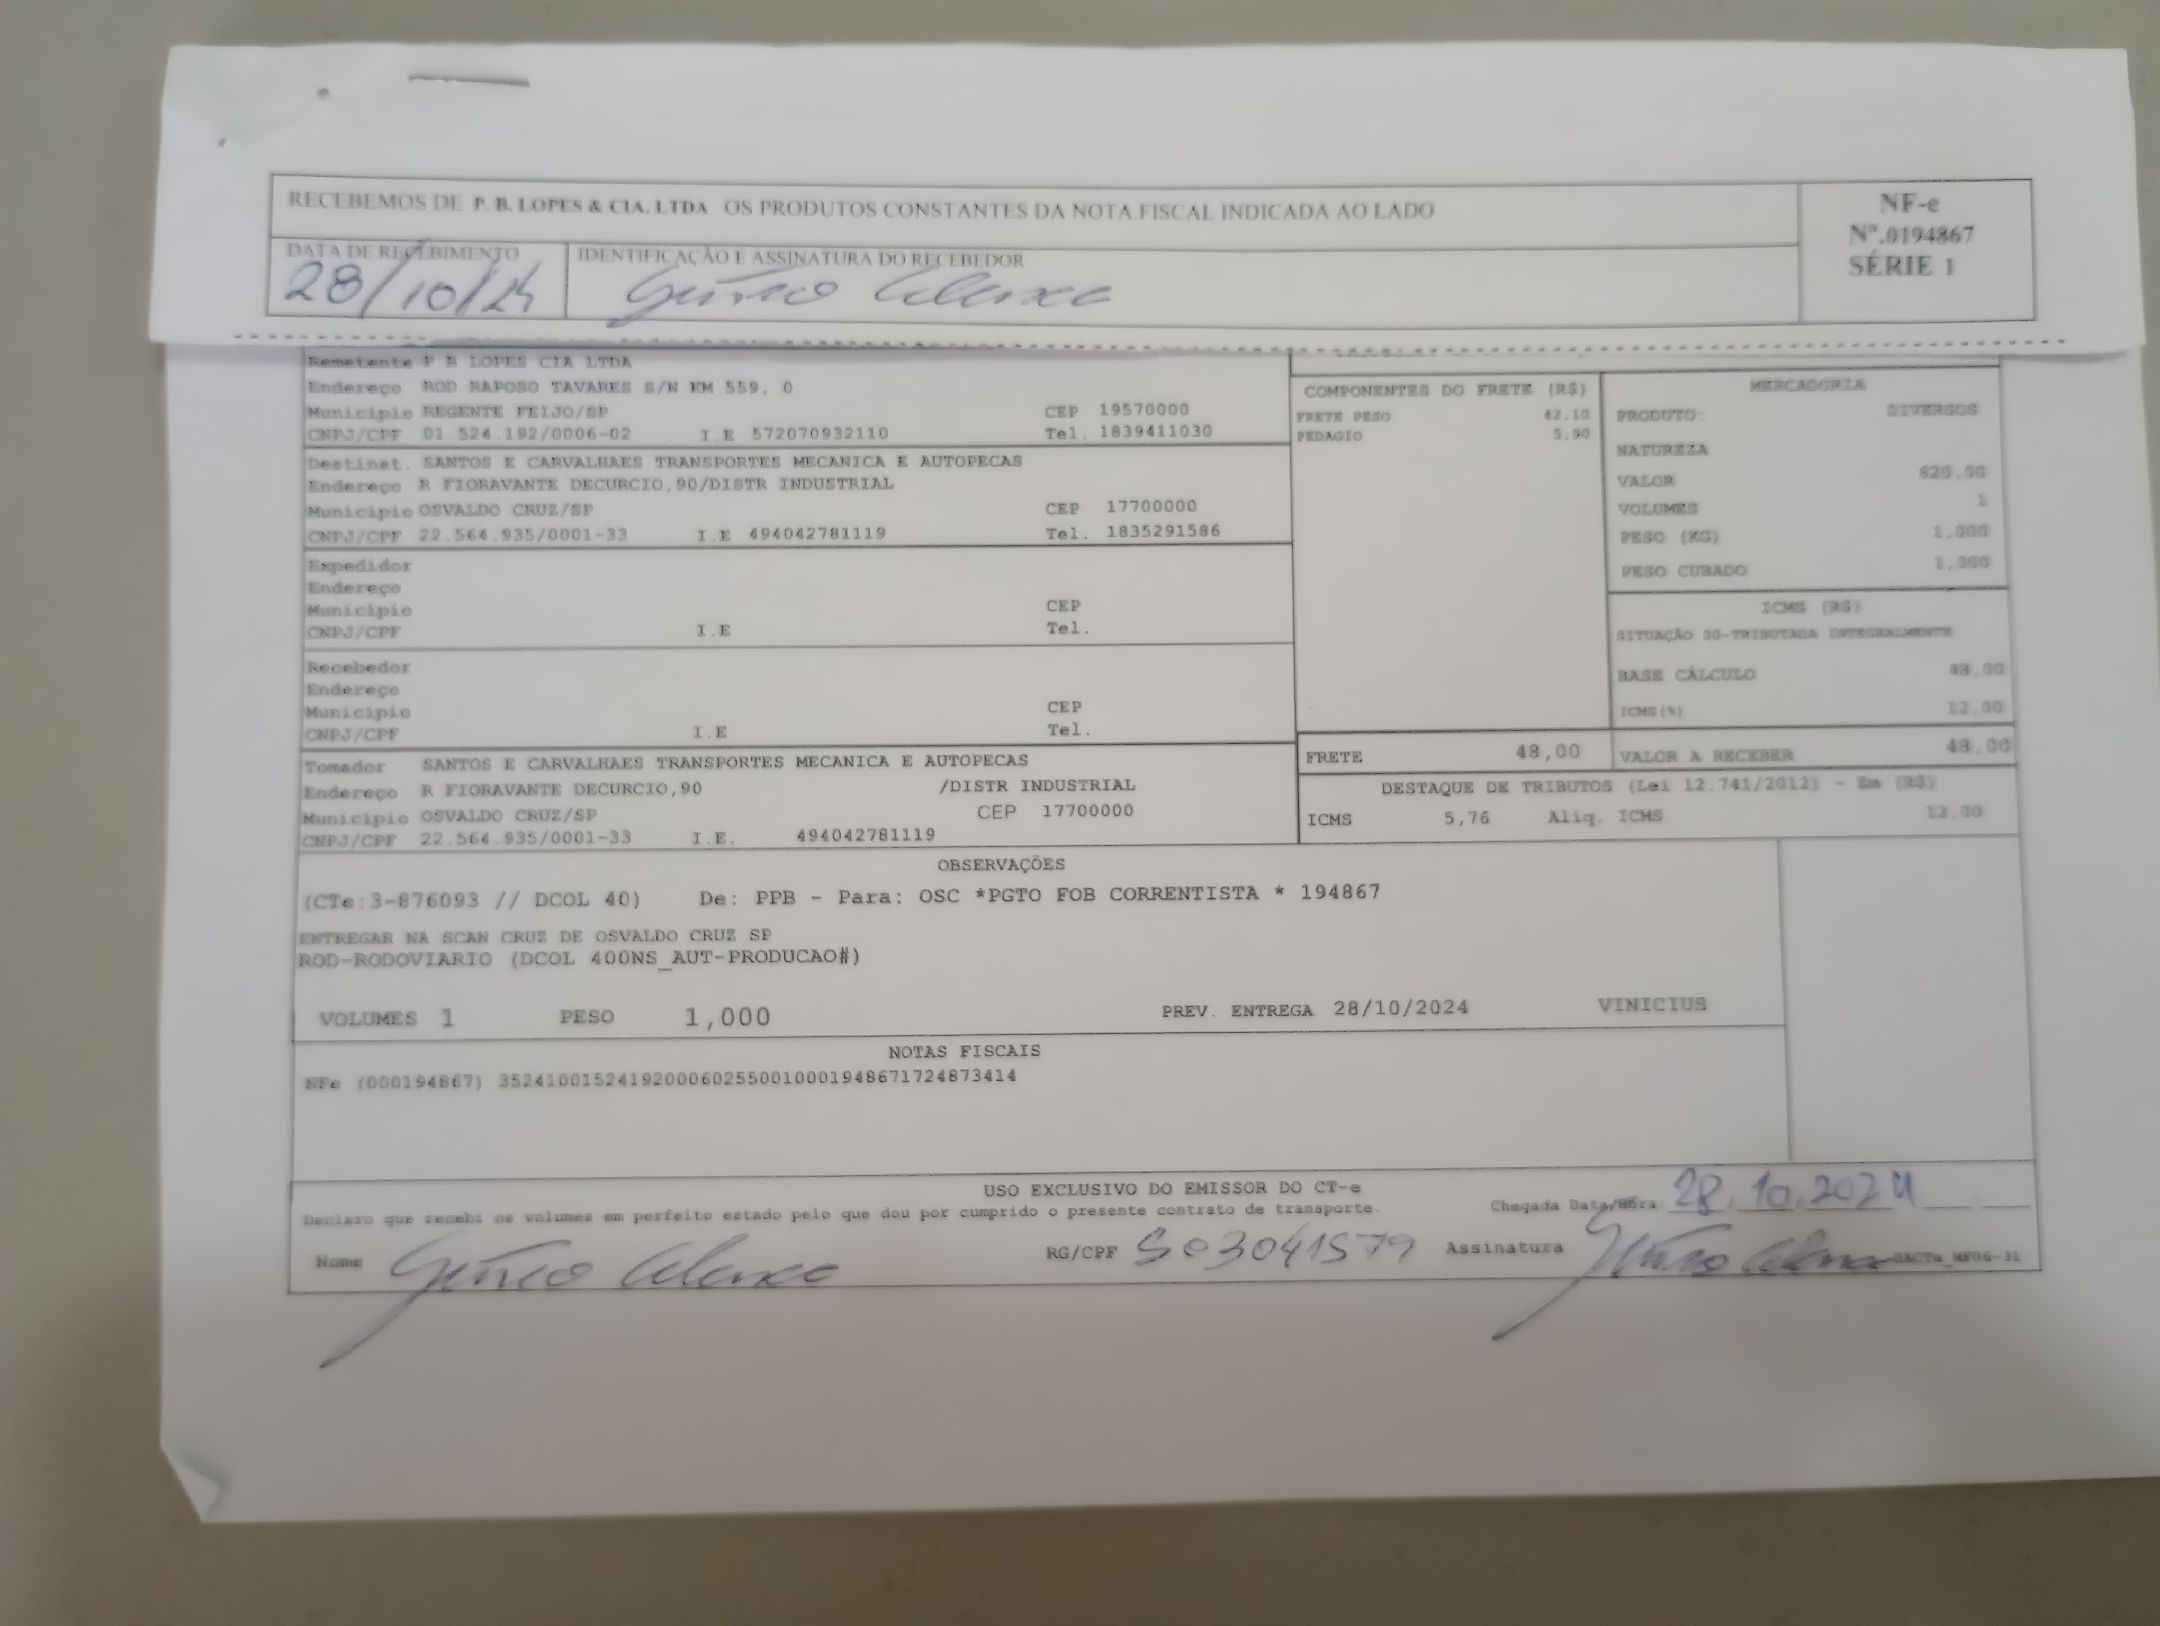 RECEBEMOS DE P. B. LOPES & CIA. LTDA OS PRODUTOS CONSTANTES DA NOTA FISCAL INDICADA AO LADO
NF-e
Nº.0194867
SÉRIE 1
DATA DE RECEBIMENTO
28/10/24
IDENTIFICAÇÃO E ASSINATURA DO RECEBEDOR
Remetente P B LOPES CIA LTDA
Endereço ROD RAPOSO TAVARES S/N KM 559, 0
Município REGENTE FEIJO/SP CEP 19570000
CNPJ/CPF 01.524.192/0006-02 I.E 572070932110 Tel. 1839411030
Destinat. SANTOS E CARVALHAES TRANSPORTES MECANICA E AUTOPECAS
Endereço R FIORAVANTE DECURCIO,90/DISTR INDUSTRIAL
Município OSVALDO CRUZ/SP CEP 17700000
CNPJ/CPF 22.564.935/0001-33 I.E 494042781119 Tel. 1835291586
Expedidor
Endereço
Município CEP
CNPJ/CPF I.E Tel.
Recebedor
Endereço
Município CEP
CNPJ/CPF I.E Tel.
Tomador SANTOS E CARVALHAES TRANSPORTES MECANICA E AUTOPECAS
Endereço R FIORAVANTE DECURCIO,90 /DISTR INDUSTRIAL
Município OSVALDO CRUZ/SP CEP 17700000
CNPJ/CPF 22.564.935/0001-33 I.E. 494042781119
COMPONENTES DO FRETE (R$)
FRETE PESO 42,10
PEDAGIO 5,90
MERCADORIA
PRODUTO: DIVERSOS
NATUREZA
VALOR 620,00
VOLUMES 1
PESO (KG) 1,000
PESO CUBADO 1,000
ICMS (R$)
SITUAÇÃO 00-TRIBUTADA INTEGRALMENTE
BASE CÁLCULO 48,00
ICMS(%) 12,00
FRETE 48,00
VALOR A RECEBER 48,00
DESTAQUE DE TRIBUTOS (Lei 12.741/2012) - Em (R$)
ICMS 5,76 Aliq. ICMS 12,00
OBSERVAÇÕES
(CTe:3-876093 // DCOL 40) De: PPB - Para: OSC *PGTO FOB CORRENTISTA * 194867
ENTREGAR NA SCAN CRUZ DE OSVALDO CRUZ SP
ROD-RODOVIARIO (DCOL 400NS_AUT-PRODUCAO#)
VOLUMES 1 PESO 1,000 PREV. ENTREGA 28/10/2024 VINICIUS
NOTAS FISCAIS
NFe (000194867) 35241001524192000602550010001948671724873414
USO EXCLUSIVO DO EMISSOR DO CT-e
Declaro que recebi os volumes em perfeito estado pelo que dou por cumprido o presente contrato de transporte.
Chegada Data/Hora: 28.10.2024
Nome
RG/CPF 503041579 Assinatura
DACTe_MF06-31